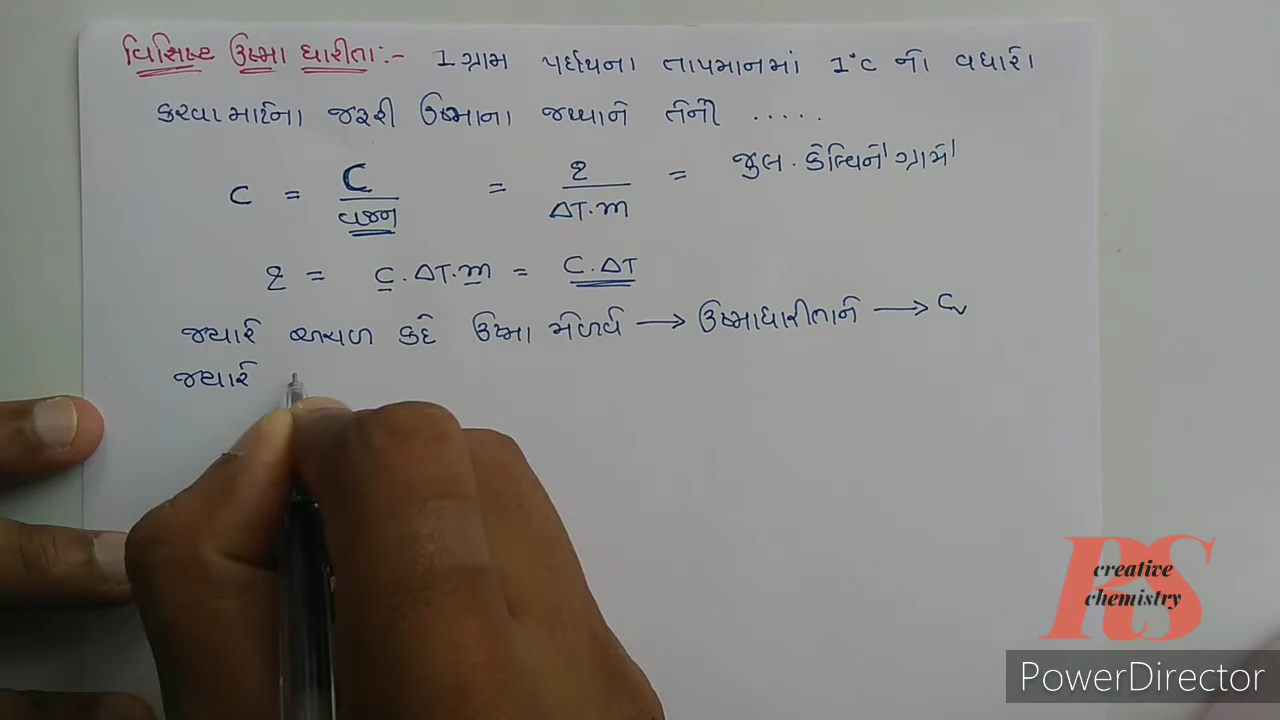 વિશિષ્ટ ઉષ્મા ધારીતા :- 1 ગ્રામ પદાર્થના તાપમાનમાં 1°C નો વધારો
કરવા માટેના જરૂરી ઉષ્માના જથ્થાને તેની .....
C = C / વજન = q / ΔT.m = જુલ. કેલ્વિન⁻¹ ગ્રામ⁻¹
q = C.ΔT.m = C.ΔT
જ્યારે અચળ કદે ઉષ્મા મેળવે → ઉષ્માધારીતાને → Cv
જ્યારે
RS
creative
chemistry
PowerDirector